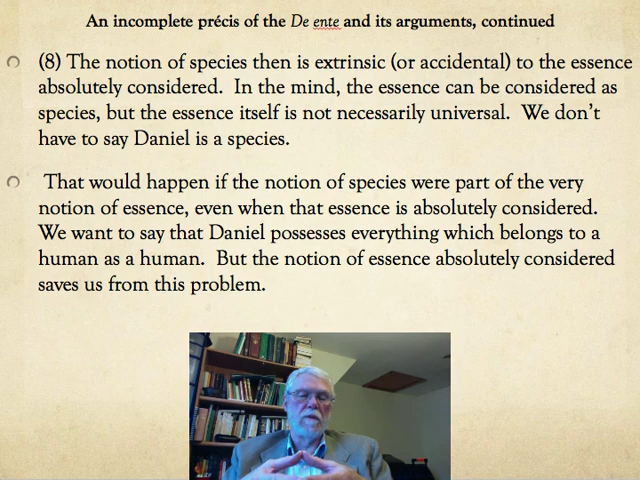 An incomplete précis of the De ente and its arguments, continued
(8) The notion of species then is extrinsic (or accidental) to the essence
absolutely considered.  In the mind, the essence can be considered as
species, but the essence itself is not necessarily universal.  We don't
have to say Daniel is a species.
That would happen if the notion of species were part of the very
notion of essence, even when that essence is absolutely considered.
We want to say that Daniel possesses everything which belongs to a
human as a human.  But the notion of essence absolutely considered
saves us from this problem.